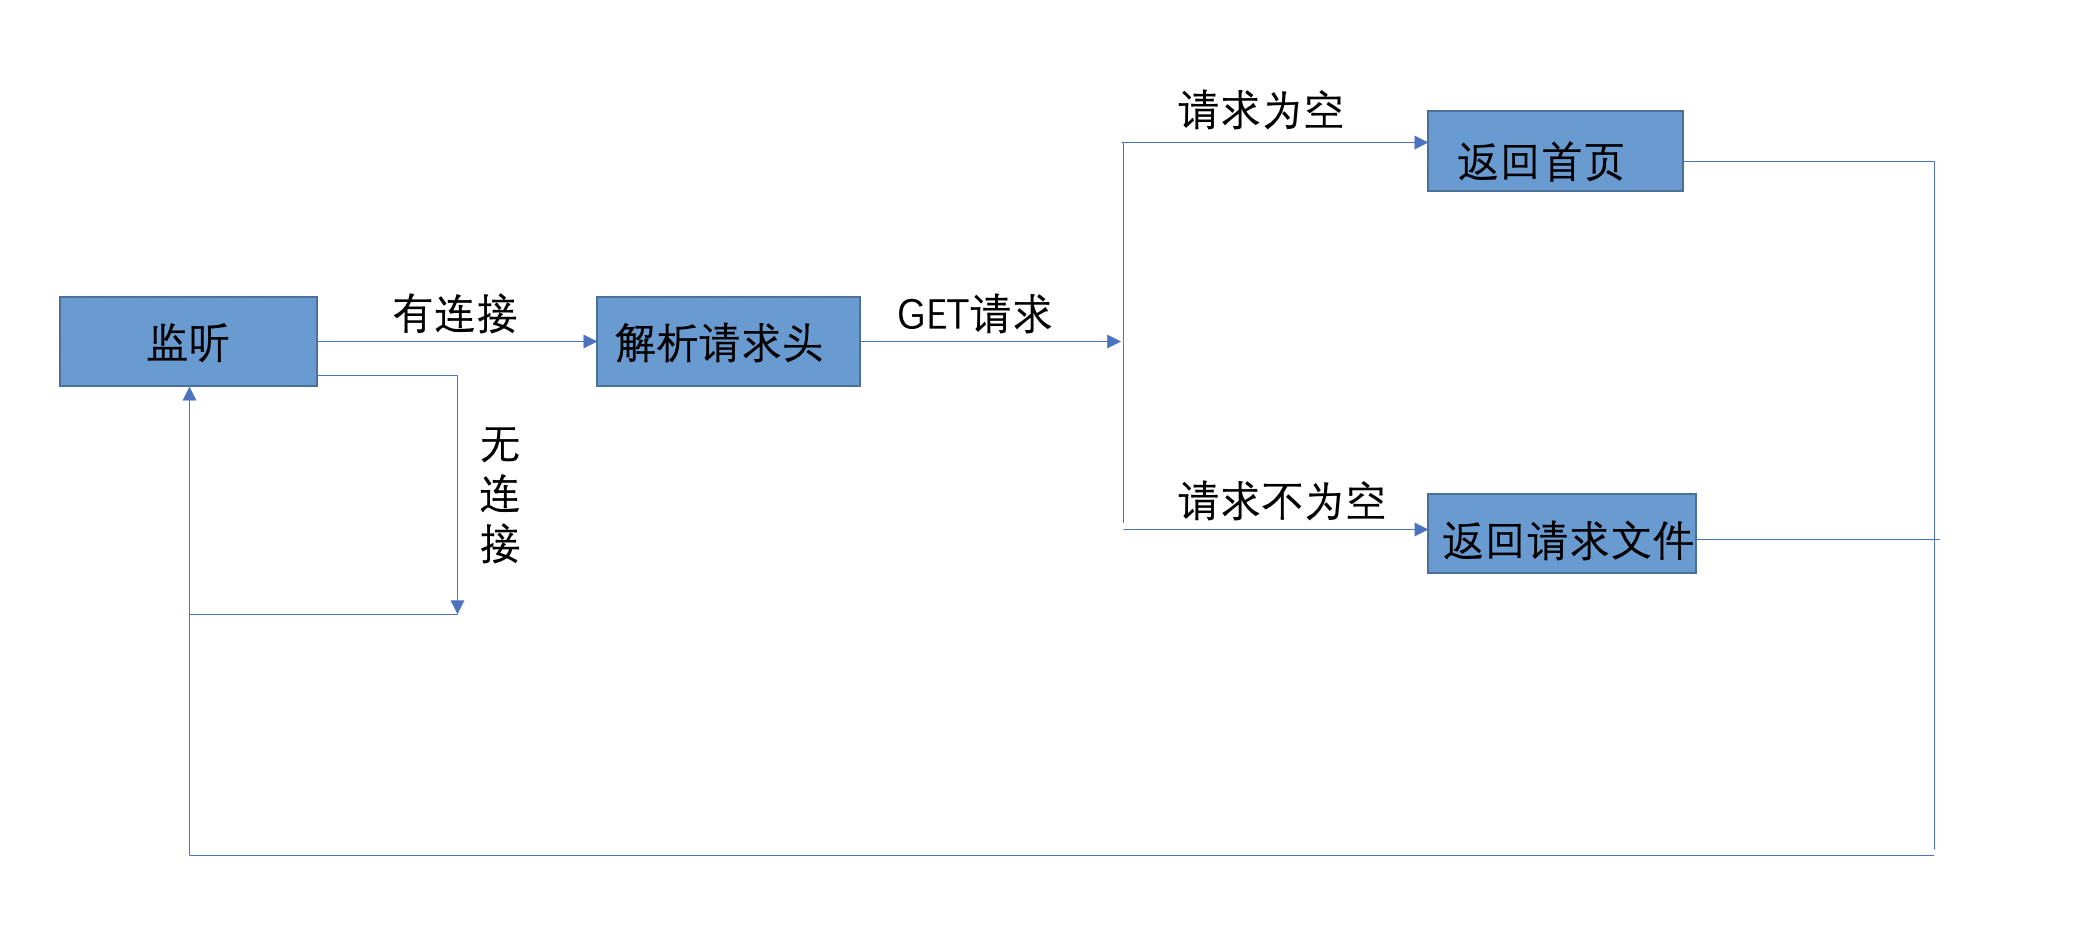 请求为空
返回首页
监听
有连接
解析请求头
GET请求
无
连
接
请求不为空
返回请求文件